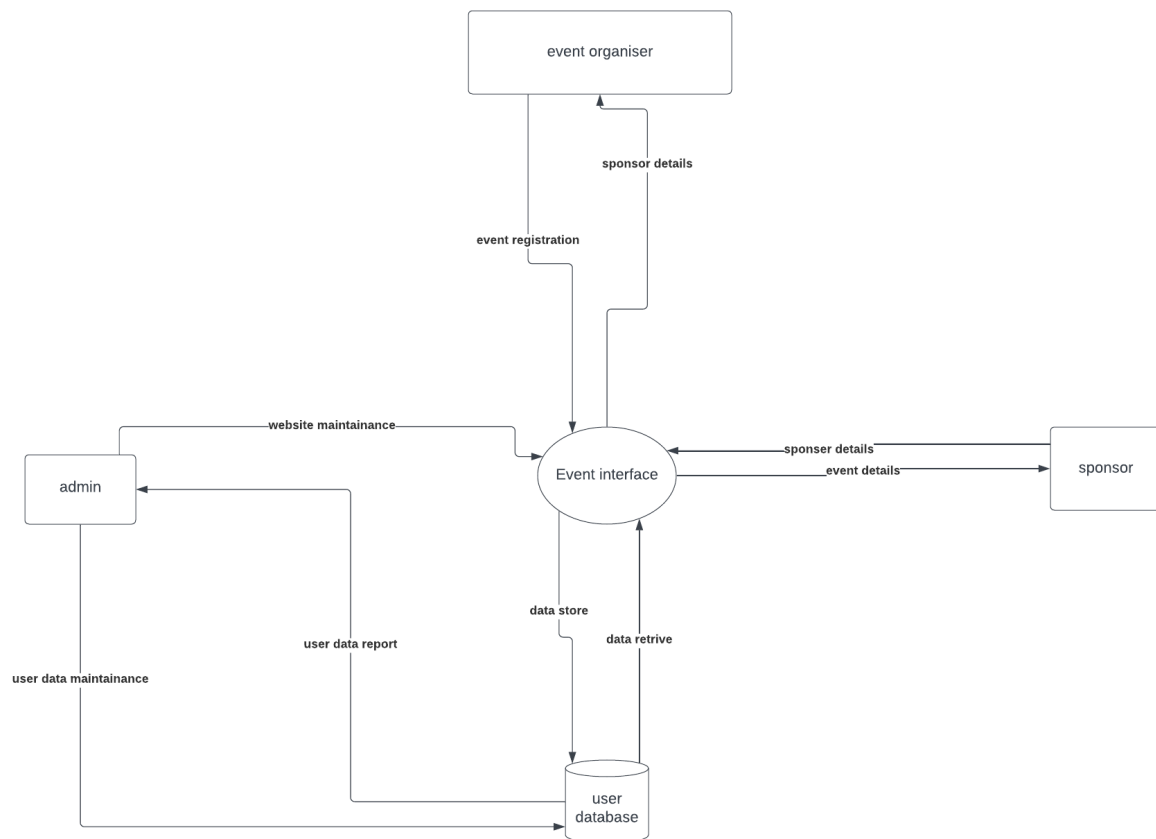 event organiser
sponsor details
event registration
website maintainance
sponser details
Event interface
sponsor
event details
admin
data store
data retrive
user data report
user data maintainance
user
database